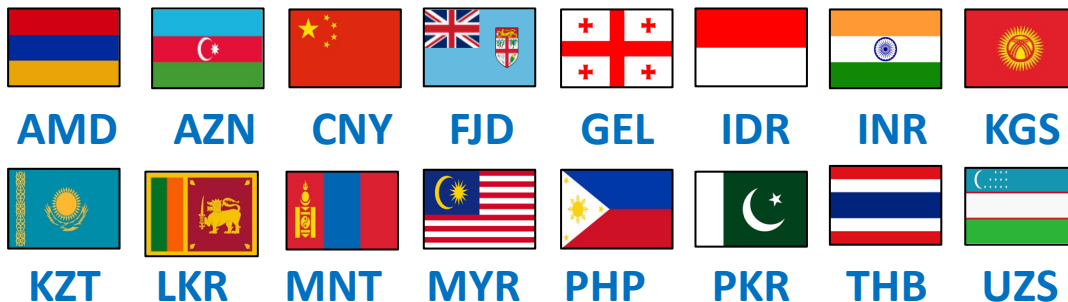 AMD AZN CNY FJD GEL IDR INR KGS
KZT LKR MNT MYR PHP PKR THB UZS